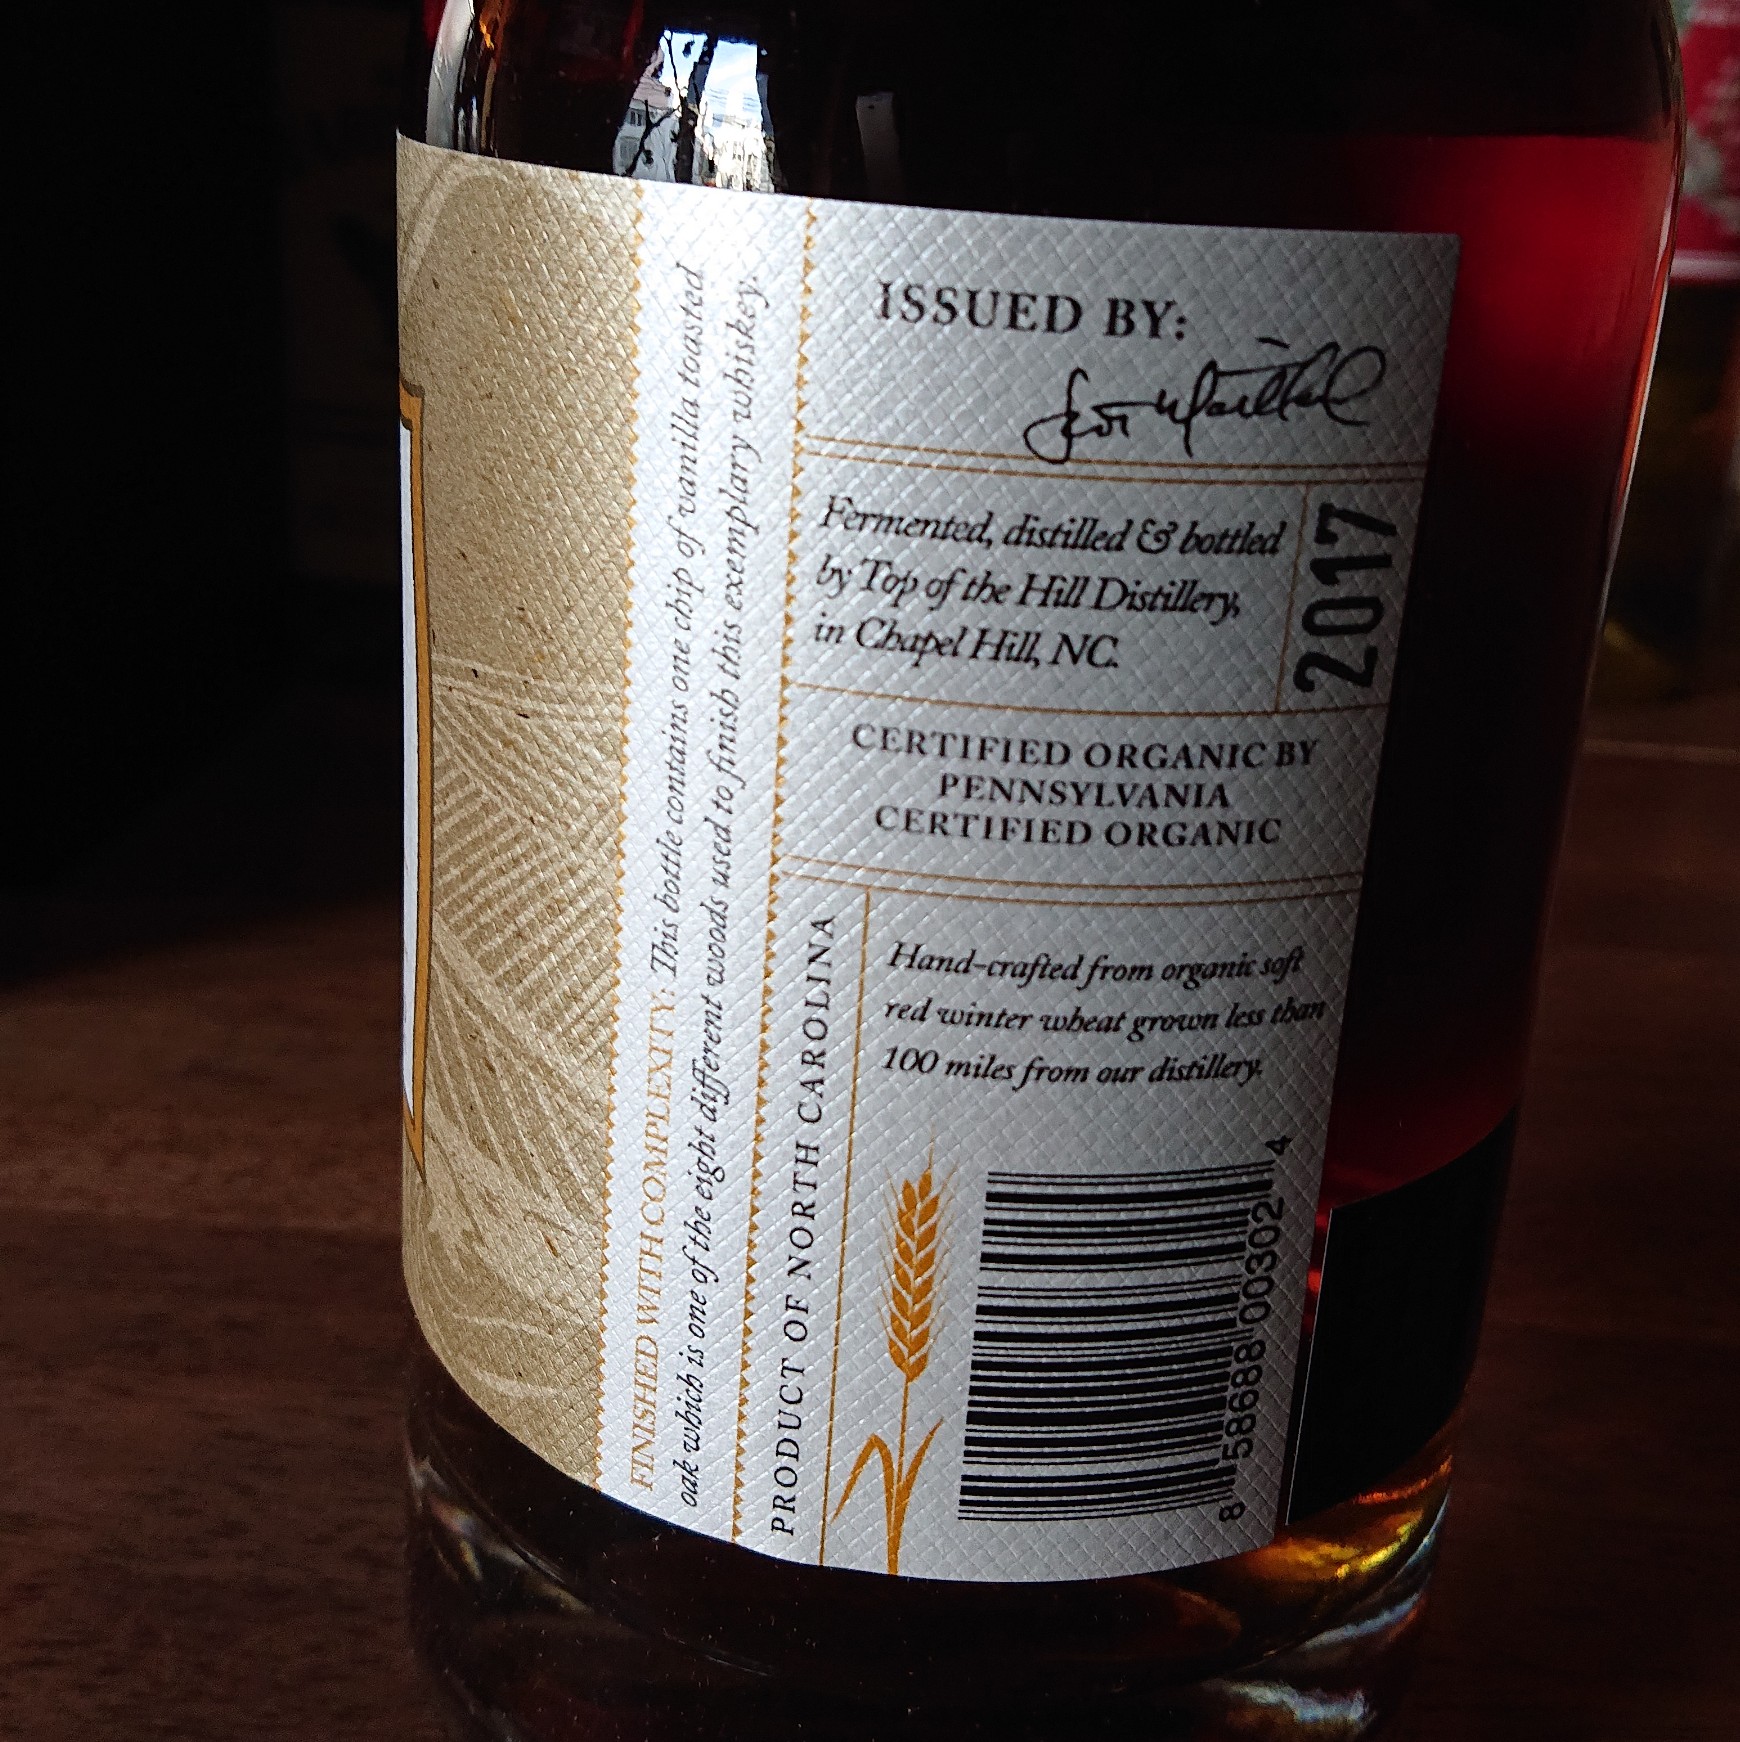 FINISHED WITH COMPLEXITY: This bottle contains one chip of vanilla toasted
oak which is one of the eight different woods used to finish this exemplary whiskey.
ISSUED BY:
Fermented, distilled & bottled
by Top of the Hill Distillery,
in Chapel Hill, NC.
2017
CERTIFIED ORGANIC BY
PENNSYLVANIA
CERTIFIED ORGANIC
PRODUCT OF NORTH CAROLINA
Hand-crafted from organic soft
red winter wheat grown less than
100 miles from our distillery.
8 58688 00302 4